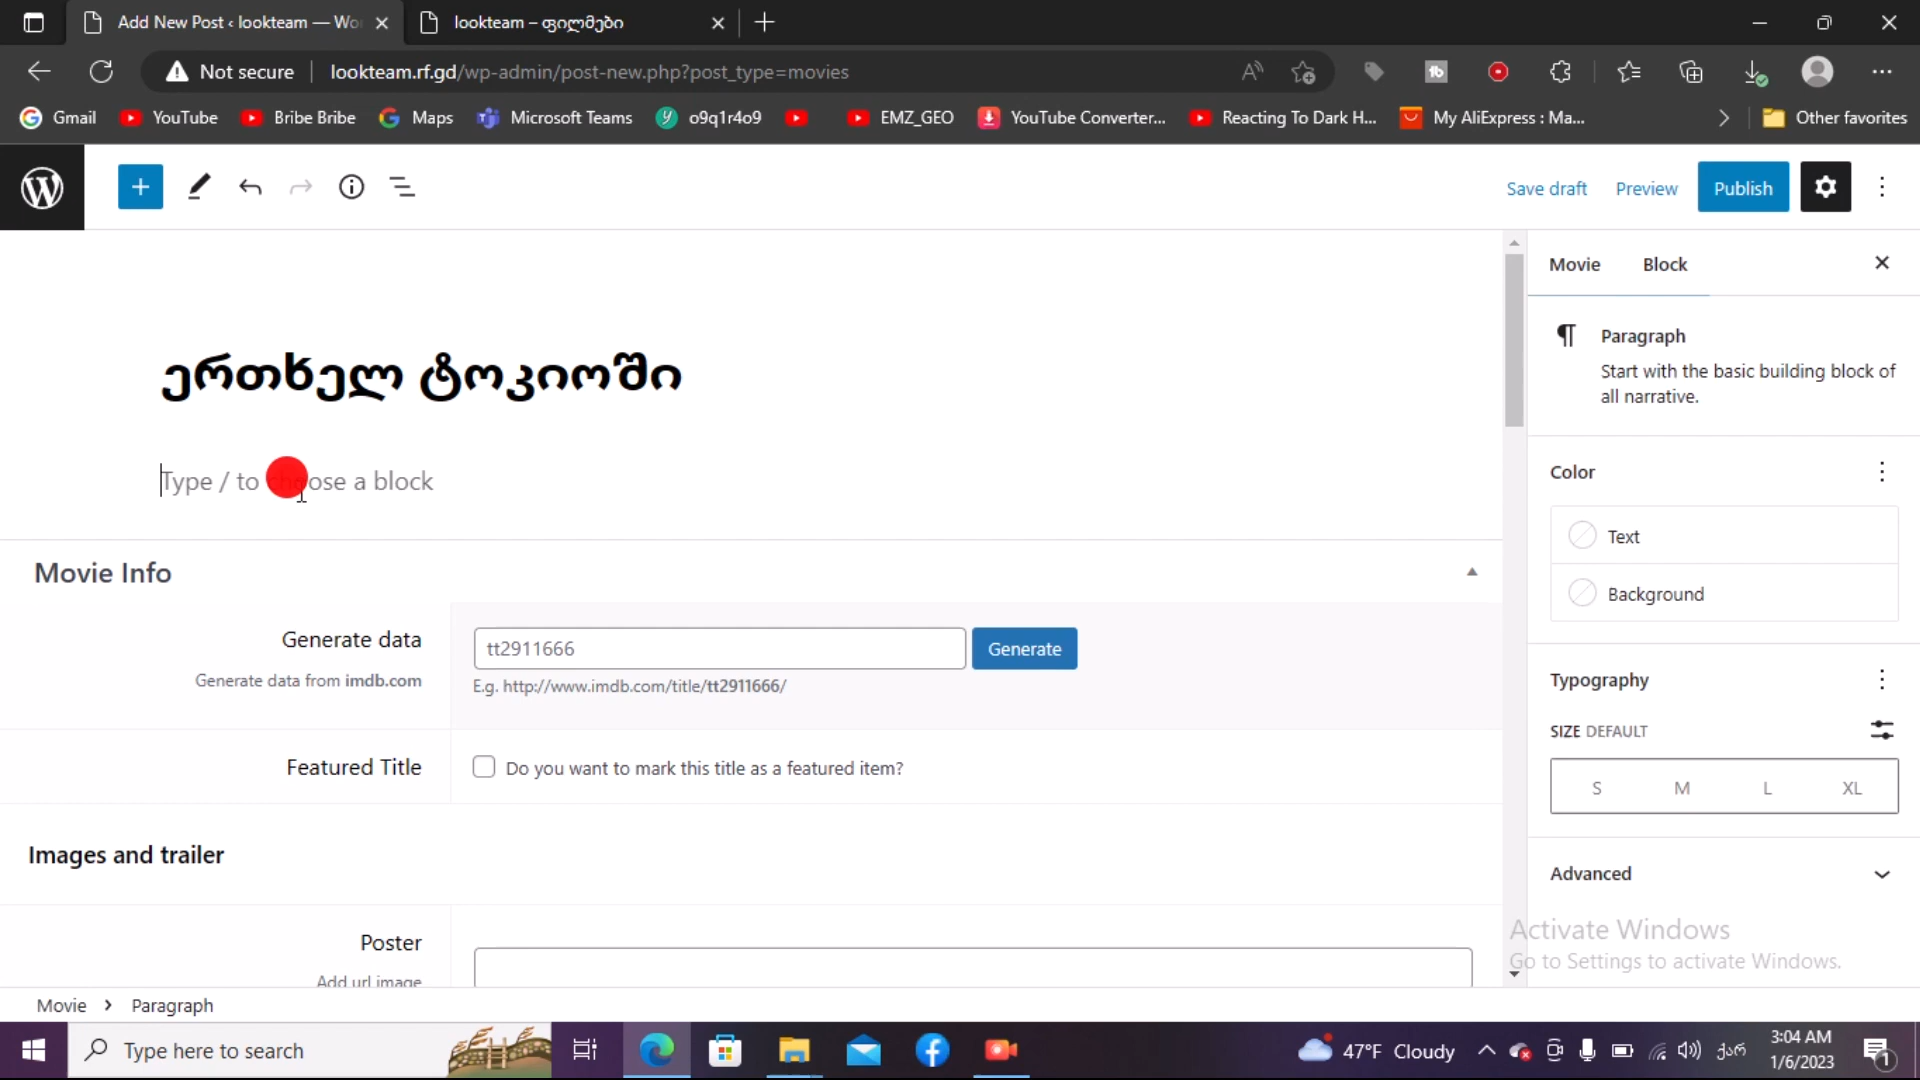 Add New Post ‹ lookteam — Wo
lookteam – ფილმები
Not secure
lookteam.rf.gd/wp-admin/post-new.php?post_type=movies
Gmail
YouTube
Bribe Bribe
Maps
Microsoft Teams
o9q1r4o9
EMZ_GEO
YouTube Converter...
Reacting To Dark H...
My AliExpress : Ma...
Other favorites
Save draft
Preview
Publish
Movie
Block
ერთხელ ტოკიოში
Type / to choose a block
Paragraph
Start with the basic building block of
all narrative.
Color
Text
Background
Typography
SIZE DEFAULT
S
M
L
XL
Advanced
Movie Info
Generate data
Generate data from imdb.com
tt2911666
Generate
E.g. http://www.imdb.com/title/tt2911666/
Featured Title
Do you want to mark this title as a featured item?
Images and trailer
Poster
Add url image
Activate Windows
Go to Settings to activate Windows.
Movie
Paragraph
Type here to search
47°F Cloudy
ქარ
3:04 AM
1/6/2023
1